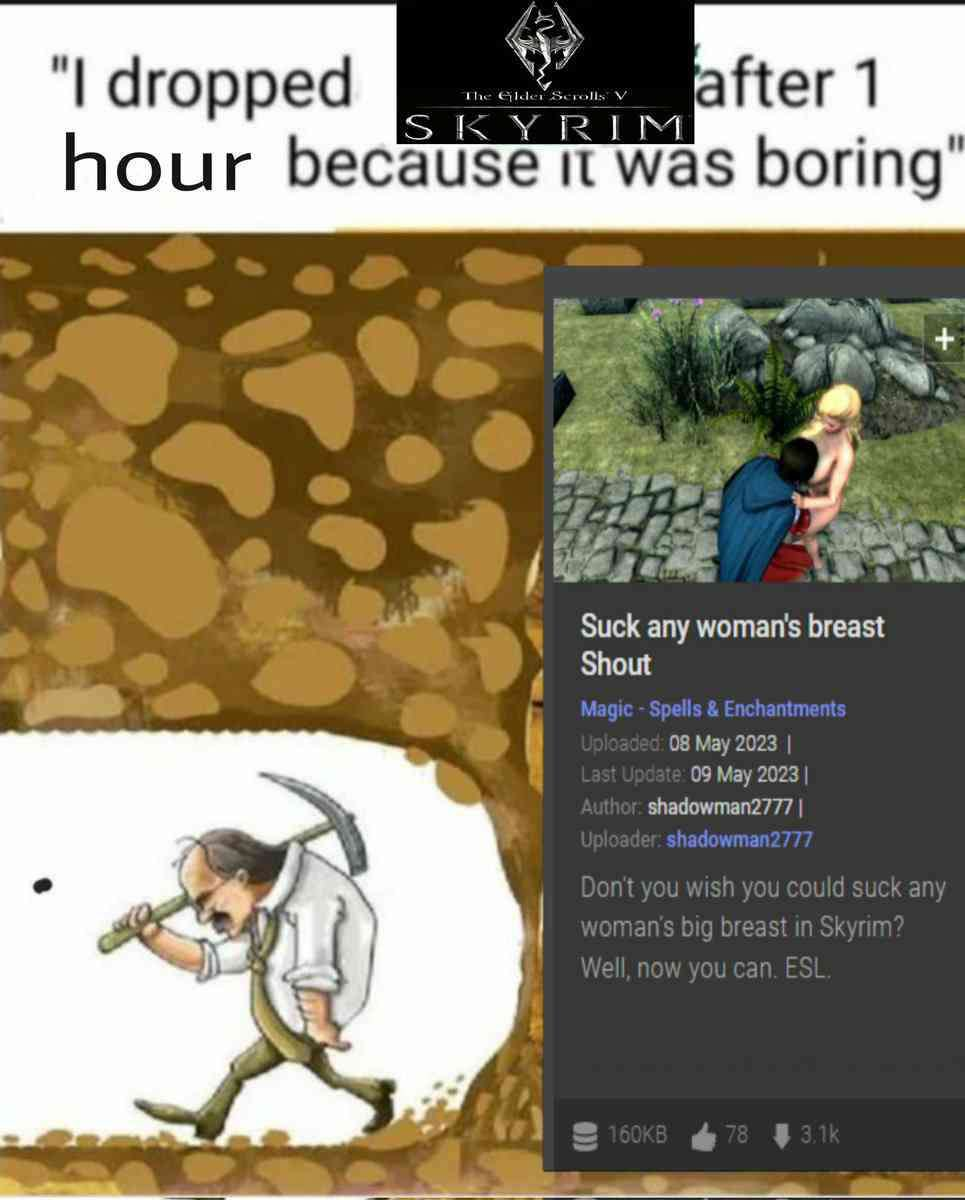 "I dropped The Elder Scrolls V after 1
SKYRIM
hour because it was boring"
+
Suck any woman's breast
Shout
Magic - Spells & Enchantments
Uploaded: 08 May 2023 |
Last Update: 09 May 2023 |
Author: shadowman2777 |
Uploader: shadowman2777
Don't you wish you could suck any
woman's big breast in Skyrim?
Well, now you can. ESL.
160KB 78 3.1k